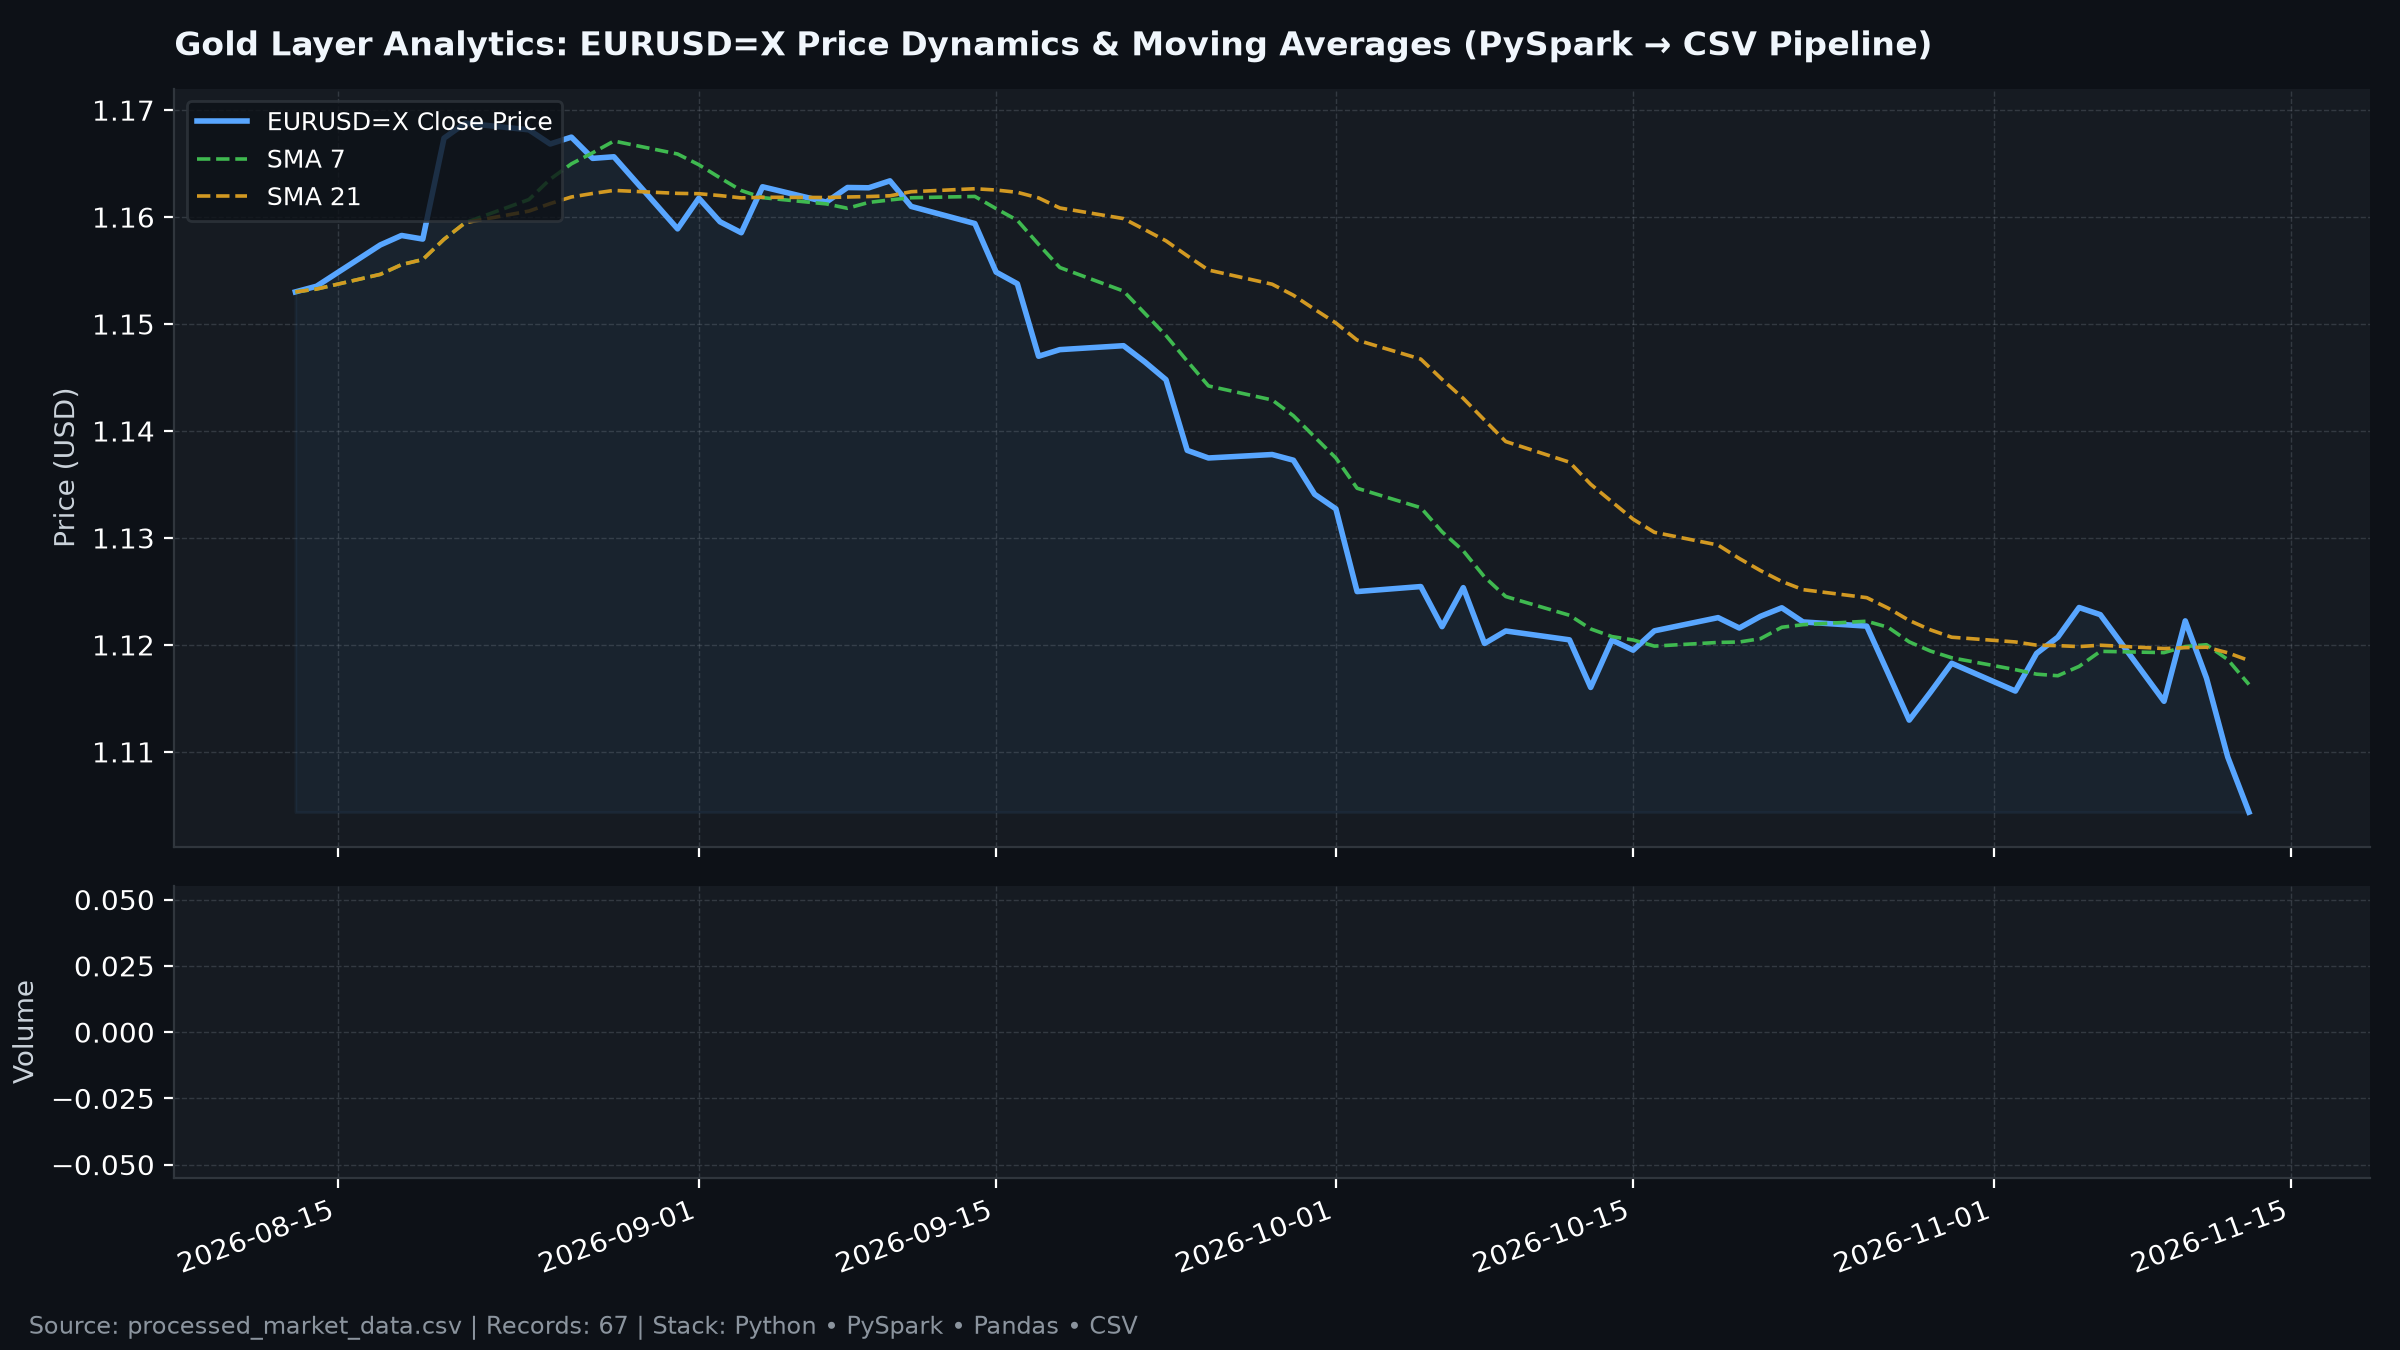 Gold Layer Analytics: EURUSD=X Price Dynamics & Moving Averages (PySpark → CSV Pipeline)
EURUSD=X Close Price
SMA 7
SMA 21
Price (USD)
1.17
1.16
1.15
1.14
1.13
1.12
1.11
Volume
0.050
0.025
0.000
−0.025
−0.050
2026-08-15
2026-09-01
2026-09-15
2026-10-01
2026-10-15
2026-11-01
2026-11-15
Source: processed_market_data.csv | Records: 67 | Stack: Python • PySpark • Pandas • CSV